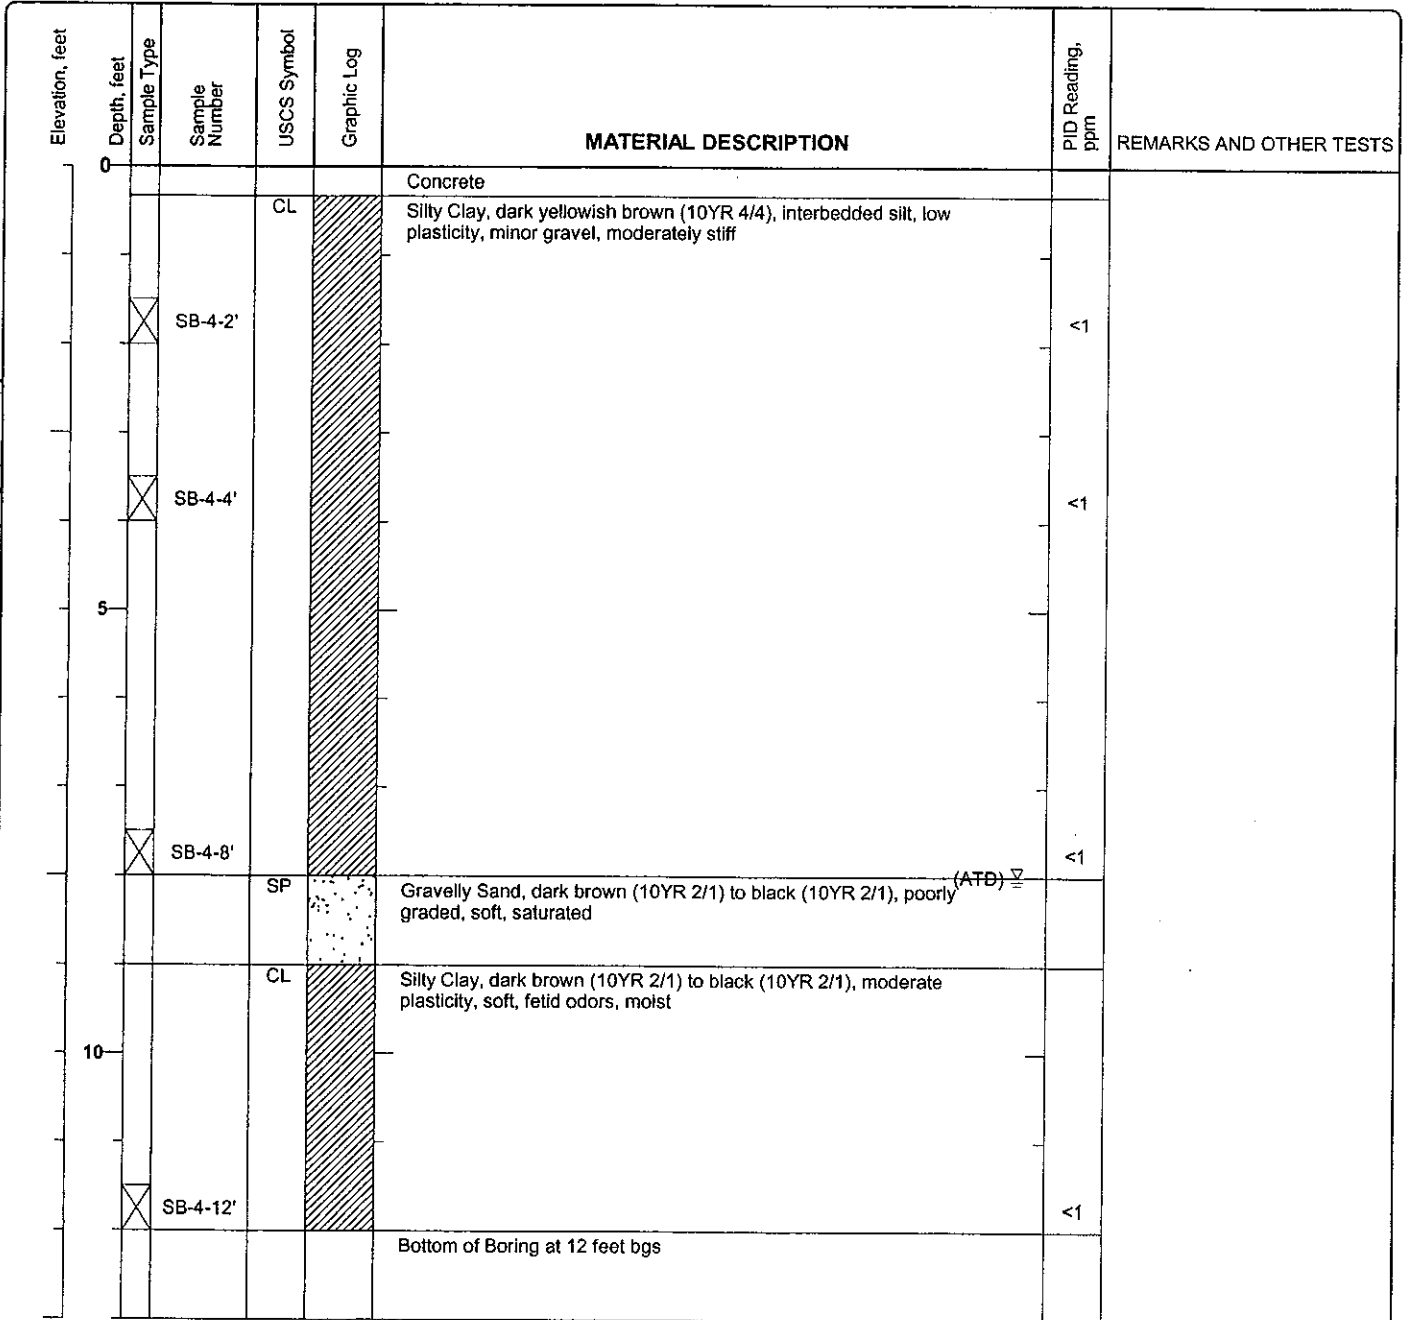 Elevation, feet
Depth, feet
Sample Type
Sample
Number
USCS Symbol
Graphic Log
MATERIAL DESCRIPTION
PID Reading,
ppm
REMARKS AND OTHER TESTS
0
Concrete
CL
Silty Clay, dark yellowish brown (10YR 4/4), interbedded silt, low
plasticity, minor gravel, moderately stiff
SB-4-2'
<1
SB-4-4'
<1
5
SB-4-8'
<1
(ATD)
SP
Gravelly Sand, dark brown (10YR 2/1) to black (10YR 2/1), poorly
graded, soft, saturated
CL
Silty Clay, dark brown (10YR 2/1) to black (10YR 2/1), moderate
plasticity, soft, fetid odors, moist
10
SB-4-12'
<1
Bottom of Boring at 12 feet bgs